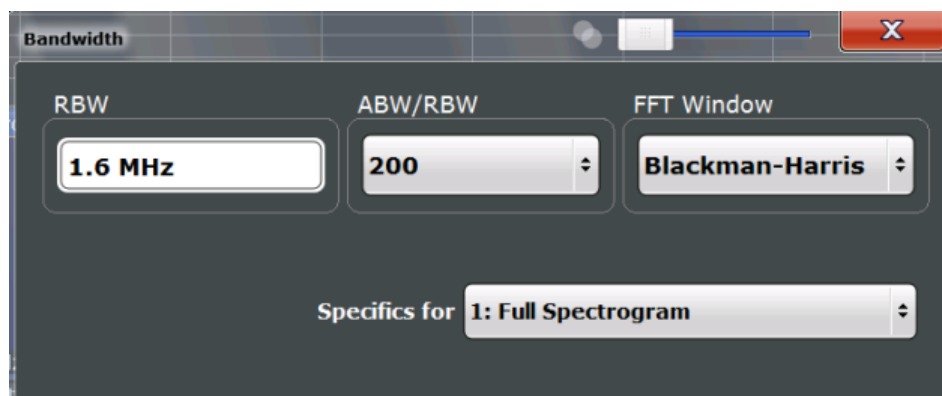 Bandwidth
X
RBW ABW/RBW FFT Window
1.6 MHz 200 Blackman-Harris
Specifics for 1: Full Spectrogram